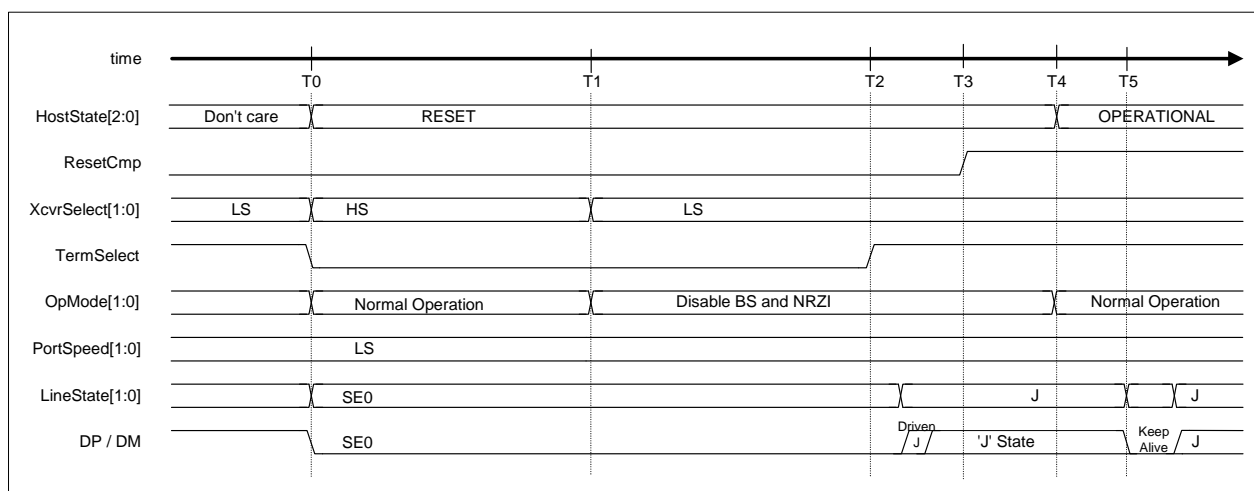 time
T0 T1 T2 T3 T4 T5
HostState[2:0] Don't care RESET OPERATIONAL
ResetCmp
XcvrSelect[1:0] LS HS LS
TermSelect
OpMode[1:0] Normal Operation Disable BS and NRZI Normal Operation
PortSpeed[1:0] LS
LineState[1:0] SE0 J J
Driven
DP / DM SE0 J 'J' State Keep Alive J